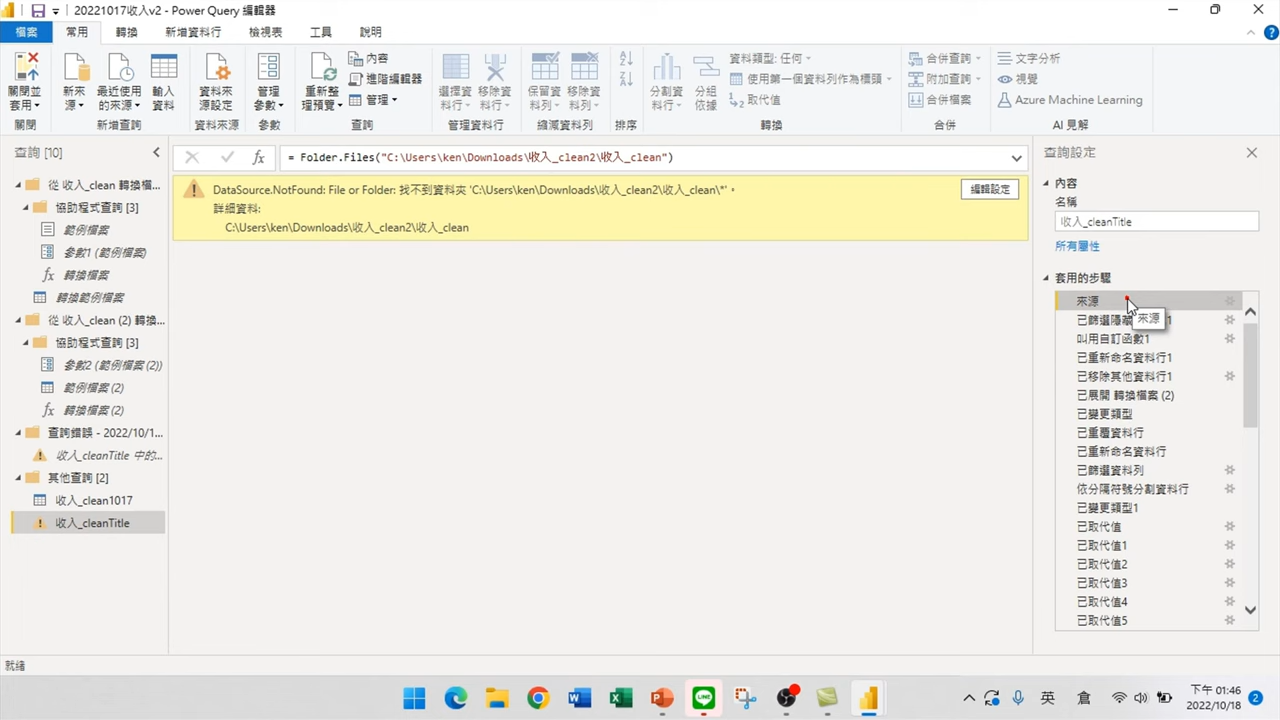 20221017收入v2 - Power Query 編輯器
檔案 常用 轉換 新增資料行 檢視表 工具 說明
關閉並套用
新來源
最近使用的來源
輸入資料
資料來源設定
管理參數
重新整理預覽
內容
進階編輯器
管理
選擇資料行
移除資料行
保留資料列
移除資料列
分割資料行
分組依據
資料類型: 任何
使用第一個資料列作為標頭
取代值
合併查詢
附加查詢
合併檔案
文字分析
視覺
Azure Machine Learning
關閉 新增查詢 資料來源 參數 查詢 管理資料行 縮減資料列 排序 轉換 合併 AI 見解
查詢 [10]
從 收入_clean 轉換檔...
協助程式查詢 [3]
範例檔案
參數1 (範例檔案)
fx 轉換檔案
轉換範例檔案
從 收入_clean (2) 轉換...
協助程式查詢 [3]
參數2 (範例檔案 (2))
範例檔案 (2)
fx 轉換檔案 (2)
查詢錯誤 - 2022/10/1...
收入_cleanTitle 中的...
其他查詢 [2]
收入_clean1017
收入_cleanTitle
fx = Folder.Files("C:\Users\ken\Downloads\收入_clean2\收入_clean")
DataSource.NotFound: File or Folder: 找不到資料夾 'C:\Users\ken\Downloads\收入_clean2\收入_clean\*'。
編輯設定
詳細資料:
C:\Users\ken\Downloads\收入_clean2\收入_clean
查詢設定
內容
名稱
收入_cleanTitle
所有屬性
套用的步驟
來源
來源
叫用自訂函數1
已重新命名資料行1
已移除其他資料行1
已展開 轉換檔案 (2)
已變更類型
已重覆資料行
已重新命名資料行
已篩選資料列
依分隔符號分割資料行
已變更類型1
已取代值
已取代值1
已取代值2
已取代值3
已取代值4
已取代值5
就緒
英
倉
下午 01:46
2022/10/18
2